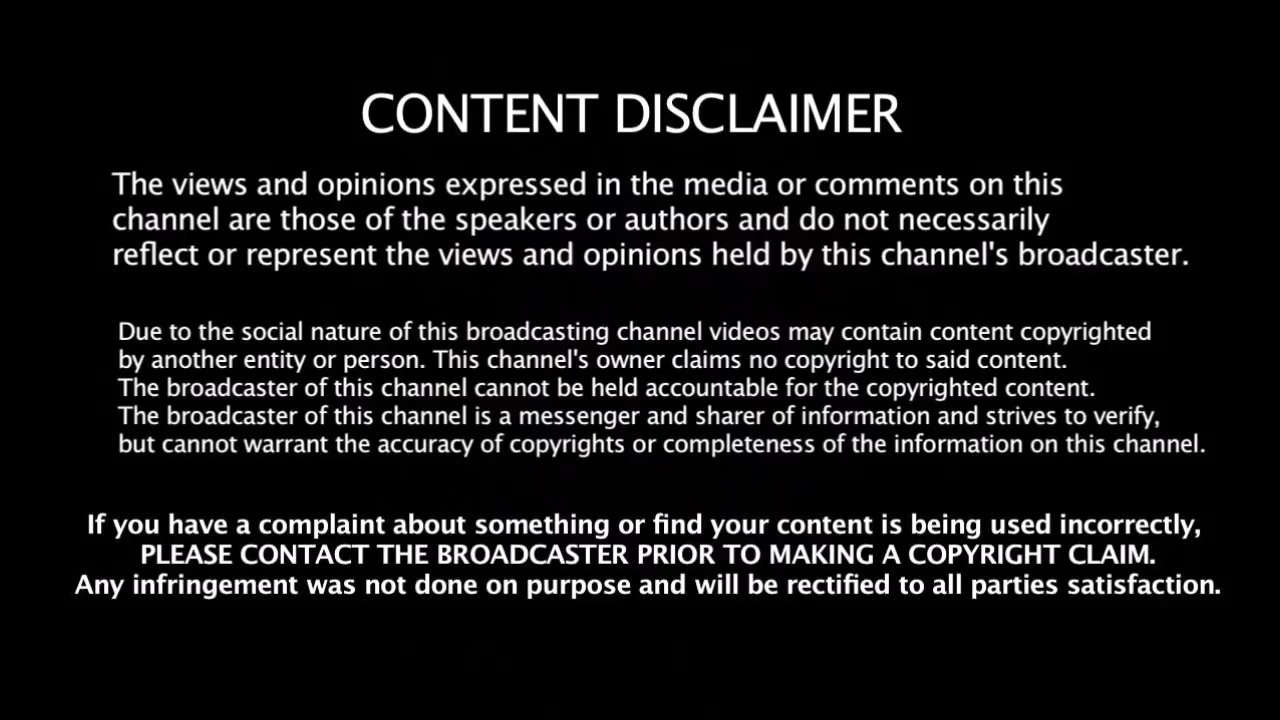 CONTENT DISCLAIMER
The views and opinions expressed in the media or comments on this
channel are those of the speakers or authors and do not necessarily
reflect or represent the views and opinions held by this channel's broadcaster.
Due to the social nature of this broadcasting channel videos may contain content copyrighted
by another entity or person. This channel's owner claims no copyright to said content.
The broadcaster of this channel cannot be held accountable for the copyrighted content.
The broadcaster of this channel is a messenger and sharer of information and strives to verify,
but cannot warrant the accuracy of copyrights or completeness of the information on this channel.
If you have a complaint about something or find your content is being used incorrectly,
PLEASE CONTACT THE BROADCASTER PRIOR TO MAKING A COPYRIGHT CLAIM.
Any infringement was not done on purpose and will be rectified to all parties satisfaction.